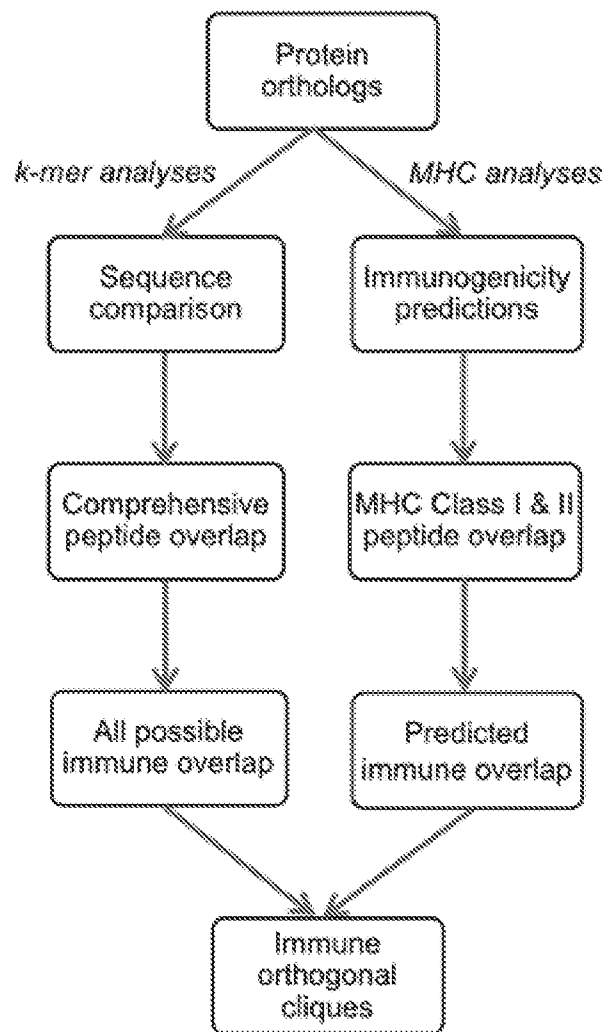 Protein
orthologs
k-mer analyses
MHC analyses
Sequence
comparison
Immunogenicity
predictions
Comprehensive
peptide overlap
MHC Class I & II
peptide overlap
All possible
immune overlap
Predicted
immune overlap
Immune
orthogonal
cliques